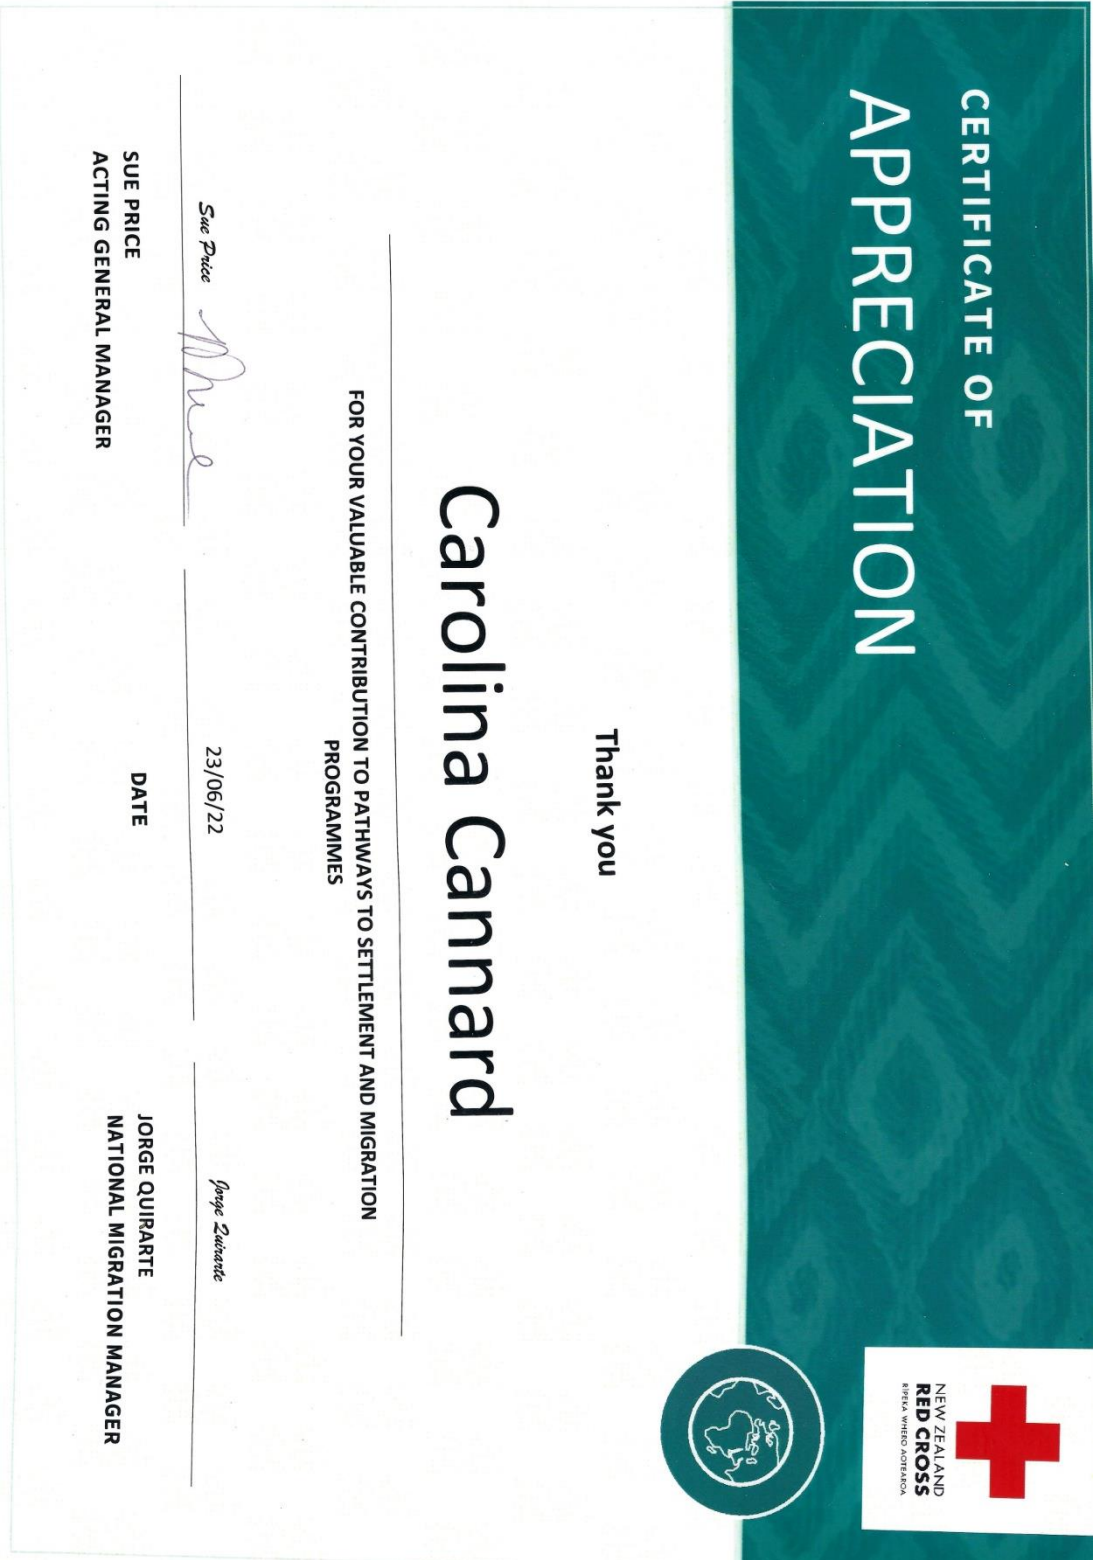 CERTIFICATE OF
APPRECIATION
NEW ZEALAND
RED CROSS
RĪPEKA WHERO AOTEAROA
Thank you
Carolina Cannard
FOR YOUR VALUABLE CONTRIBUTION TO PATHWAYS TO SETTLEMENT AND MIGRATION
PROGRAMMES
Sue Price
23/06/22
Jorge Quirarte
SUE PRICE
ACTING GENERAL MANAGER
DATE
JORGE QUIRARTE
NATIONAL MIGRATION MANAGER